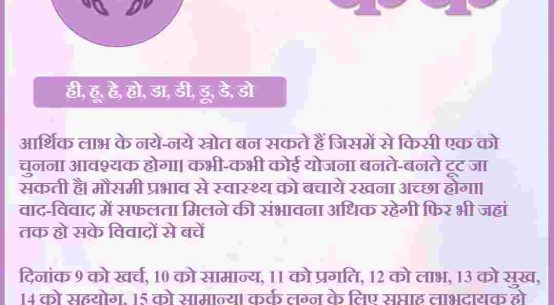 कर्क
ही, हू, हे, हो, डा, डी, डू, डे, डो
आर्थिक लाभ के नये-नये स्रोत बन सकते हैं जिसमें से किसी एक को
चुनना आवश्यक होगा। कभी-कभी कोई योजना बनते-बनते टूट जा
सकती है। मौसमी प्रभाव से स्वास्थ्य को बचाये रखना अच्छा होगा।
वाद-विवाद में सफलता मिलने की संभावना अधिक रहेगी फिर भी जहां
तक हो सके विवादों से बचें
दिनांक 9 को खर्च, 10 को सामान्य, 11 को प्रगति, 12 को लाभ, 13 को सुख,
14 को सहयोग, 15 को सामान्य। कर्क लग्न के लिए सप्ताह लाभदायक हो